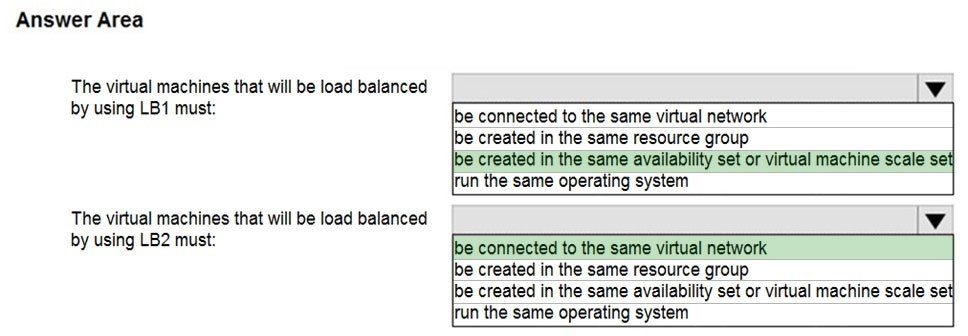 Answer Area
The virtual machines that will be load balanced
by using LB1 must:
be connected to the same virtual network
be created in the same resource group
be created in the same availability set or virtual machine scale set
run the same operating system
The virtual machines that will be load balanced
by using LB2 must:
be connected to the same virtual network
be created in the same resource group
be created in the same availability set or virtual machine scale set
run the same operating system